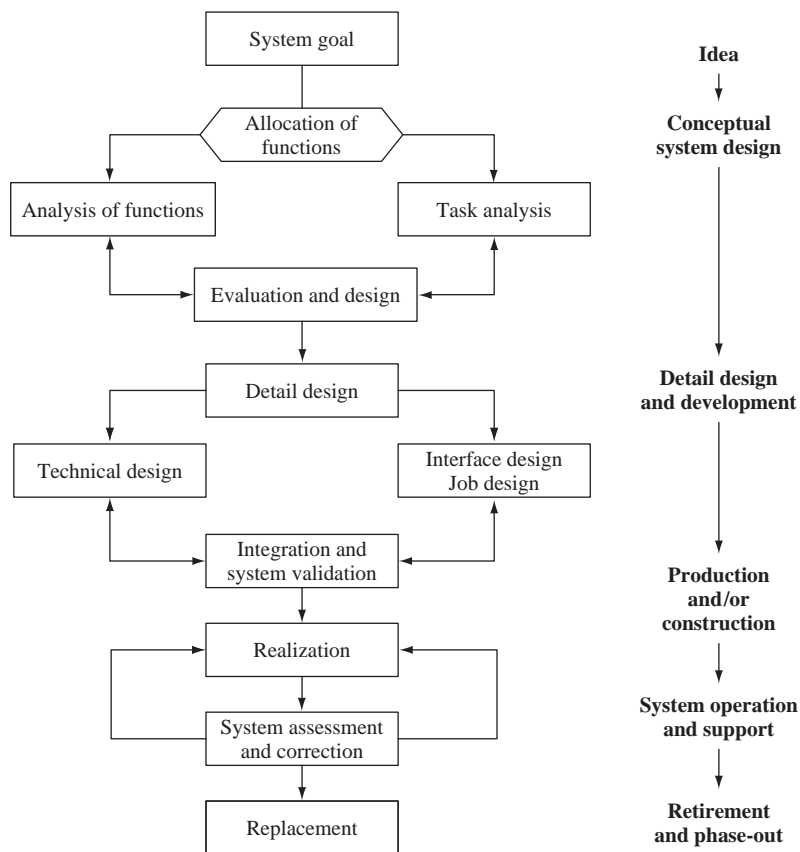 System goal
Allocation of
functions
Analysis of functions
Task analysis
Evaluation and design
Detail design
Technical design
Interface design
Job design
Integration and
system validation
Realization
System assessment
and correction
Replacement
Idea
Conceptual
system design
Detail design
and development
Production
and/or
construction
System operation
and support
Retirement
and phase-out